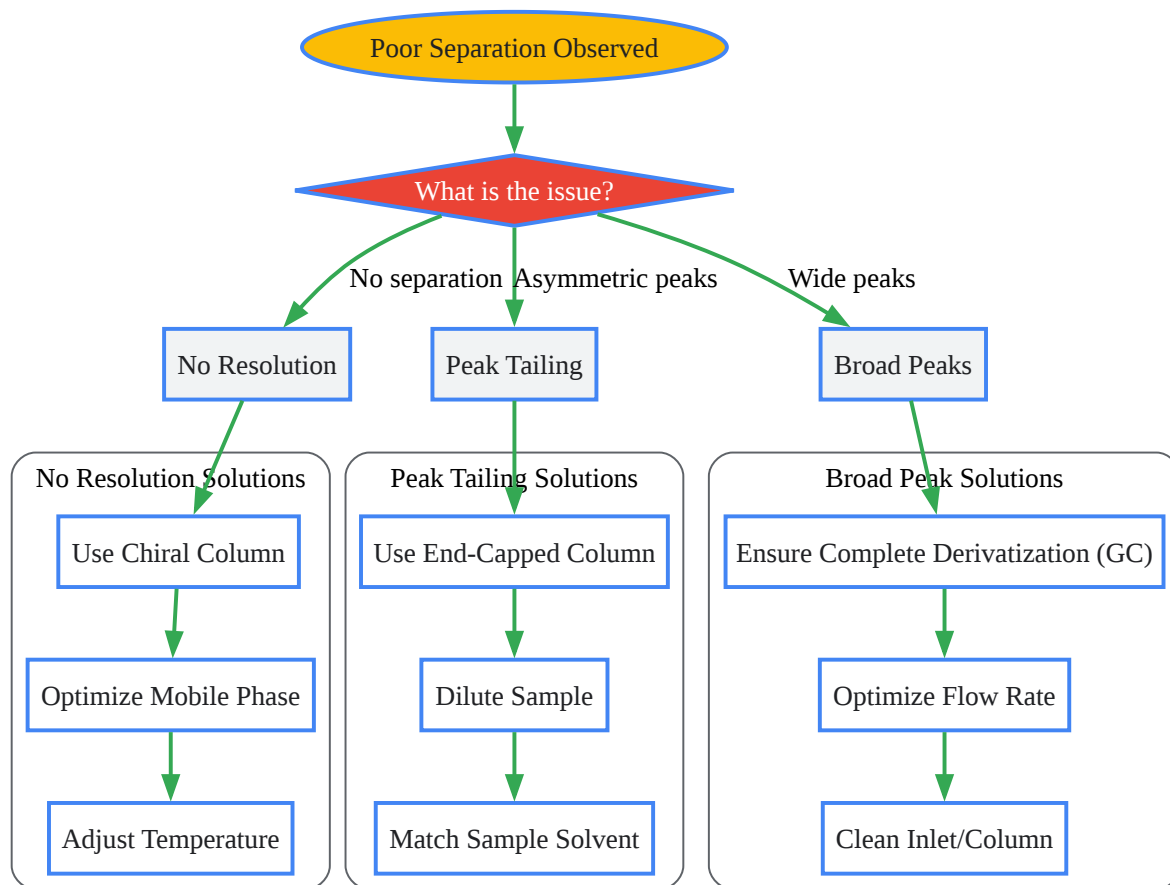 Poor Separation Observed
What is the issue?
No separation
Asymmetric peaks
Wide peaks
No Resolution
Peak Tailing
Broad Peaks
No Resolution Solutions
Peak Tailing Solutions
Broad Peak Solutions
Use Chiral Column
Use End-Capped Column
Ensure Complete Derivatization (GC)
Optimize Mobile Phase
Dilute Sample
Optimize Flow Rate
Adjust Temperature
Match Sample Solvent
Clean Inlet/Column